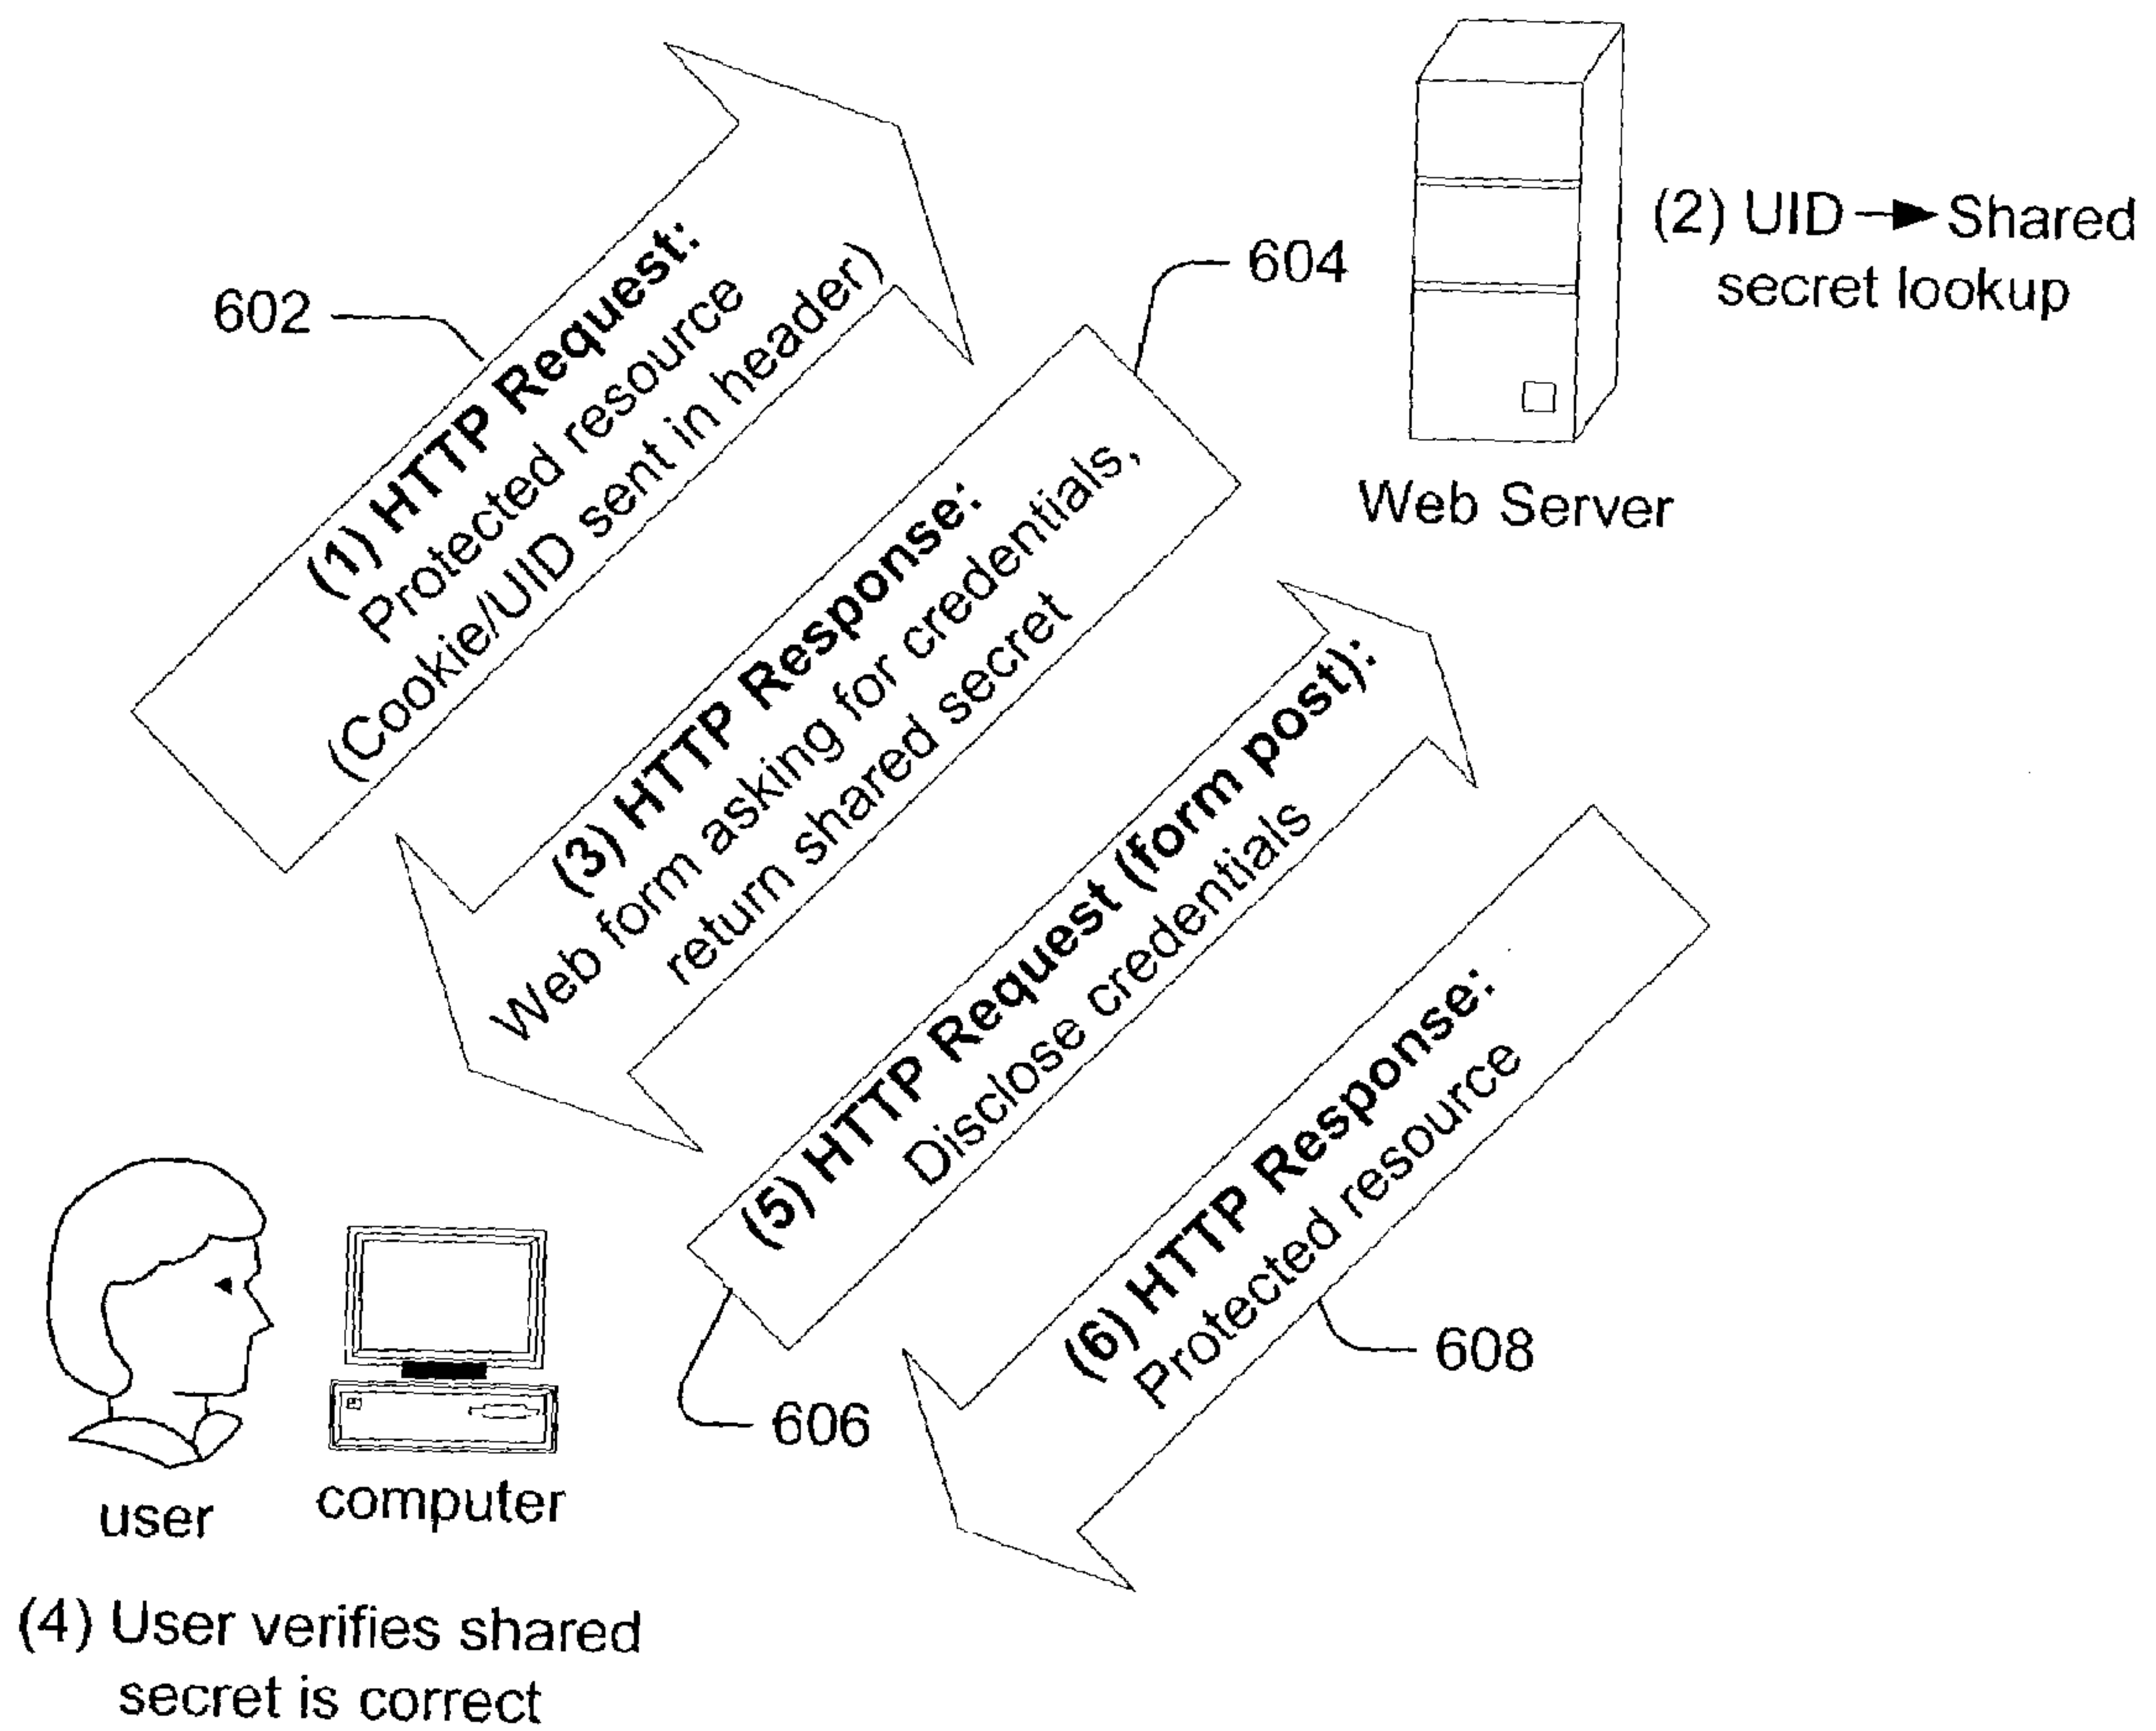 602
(1) HTTP Request:
Protected resource
(Cookie/UID sent in header)
604
(2) UID → Shared
secret lookup
Web Server
(3) HTTP Response:
Web form asking for credentials,
return shared secret
(5) HTTP Request (form post):
Disclose credentials
606
(6) HTTP Response:
Protected resource
608
user
computer
(4) User verifies shared
secret is correct